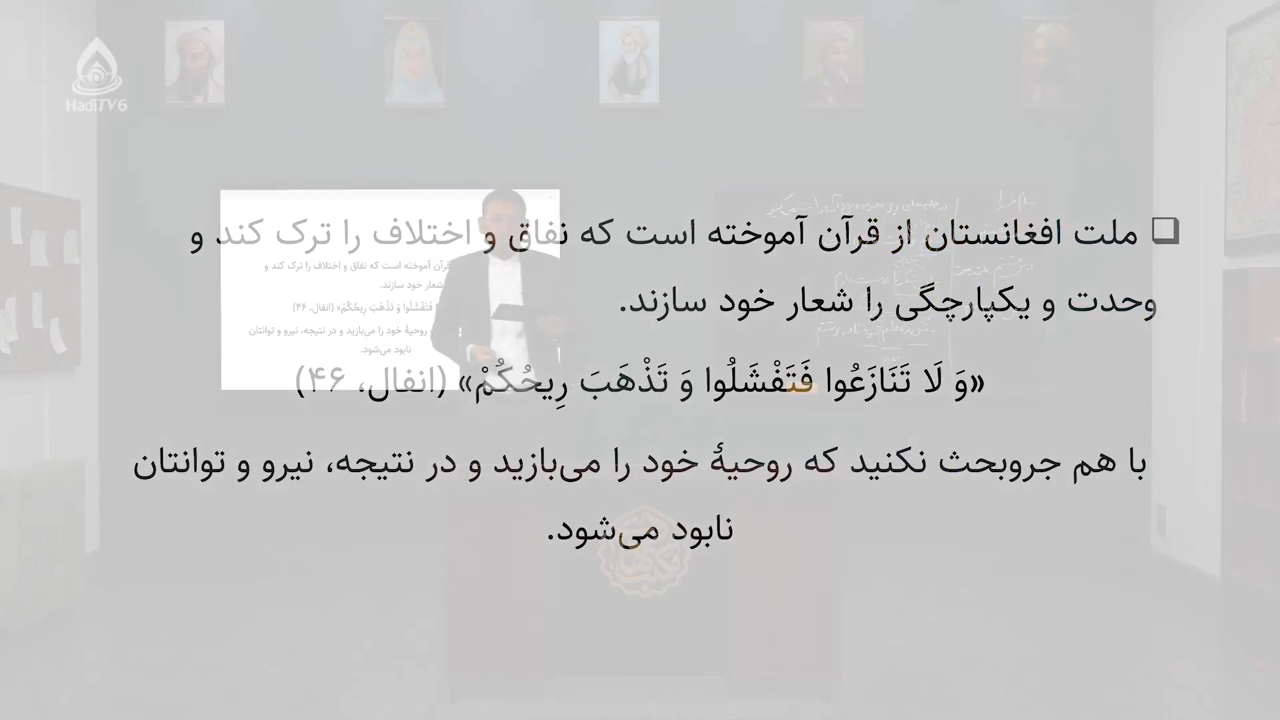 HadiTV6
ملت افغانستان از قرآن آموخته است که نفاق و اختلاف را ترک کند و
وحدت و یکپارچگی را شعار خود سازند.
«وَ لَا تَنَازَعُوا فَتَفْشَلُوا وَ تَذْهَبَ رِیحُکُمْ» (انفال، ۴۶)
با هم جروبحث نکنید که روحیۀ خود را می‌بازید و در نتیجه، نیرو و توانتان
نابود می‌شود.